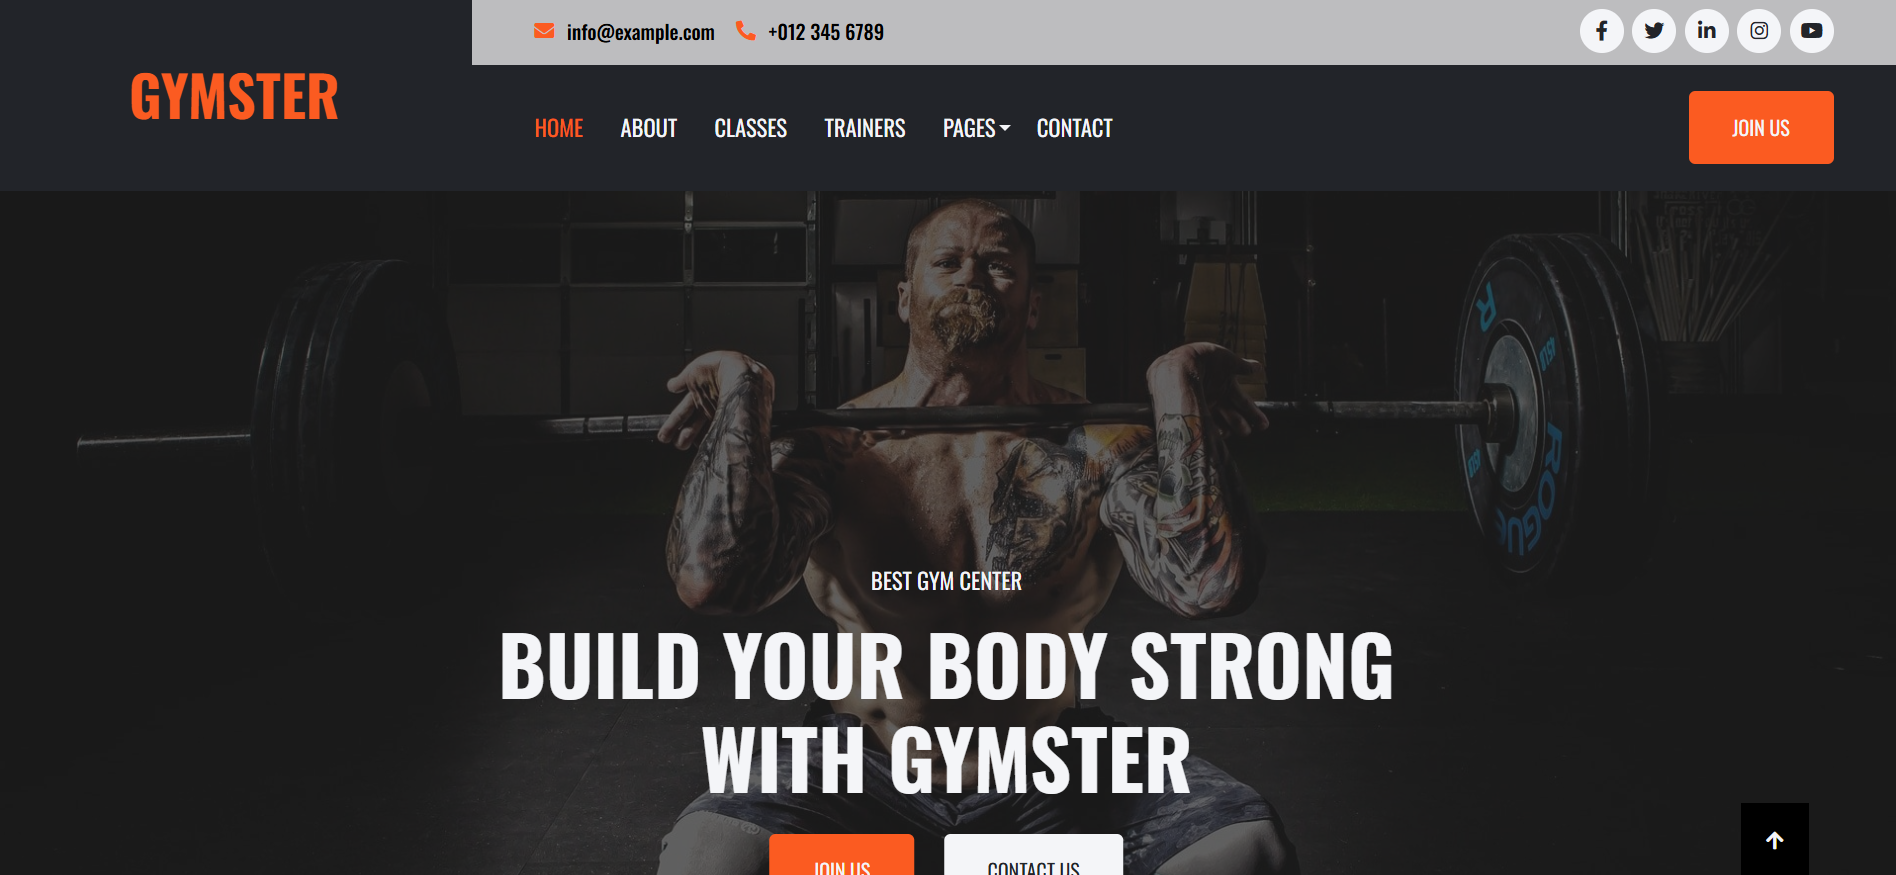 info@example.com +012 345 6789
GYMSTER
HOME ABOUT CLASSES TRAINERS PAGES CONTACT JOIN US
R
ROGUE
BEST GYM CENTER
BUILD YOUR BODY STRONG
WITH GYMSTER
JOIN US CONTACT US